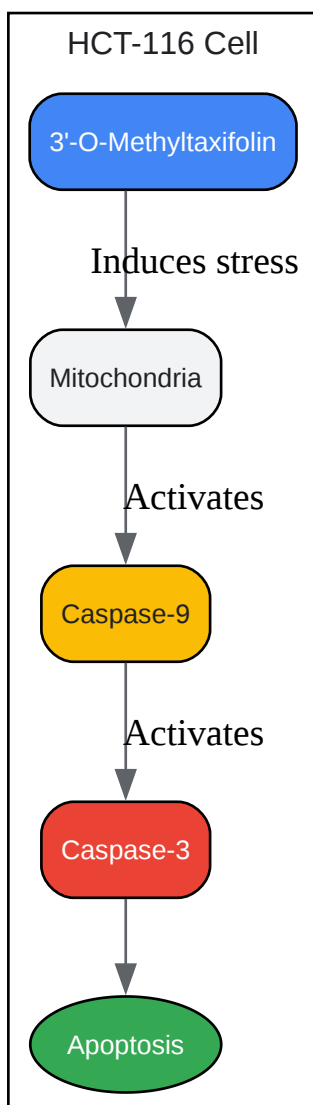 HCT-116 Cell
3'-O-Methyltaxifolin
Induces stress
Mitochondria
Activates
Caspase-9
Activates
Caspase-3
Apoptosis